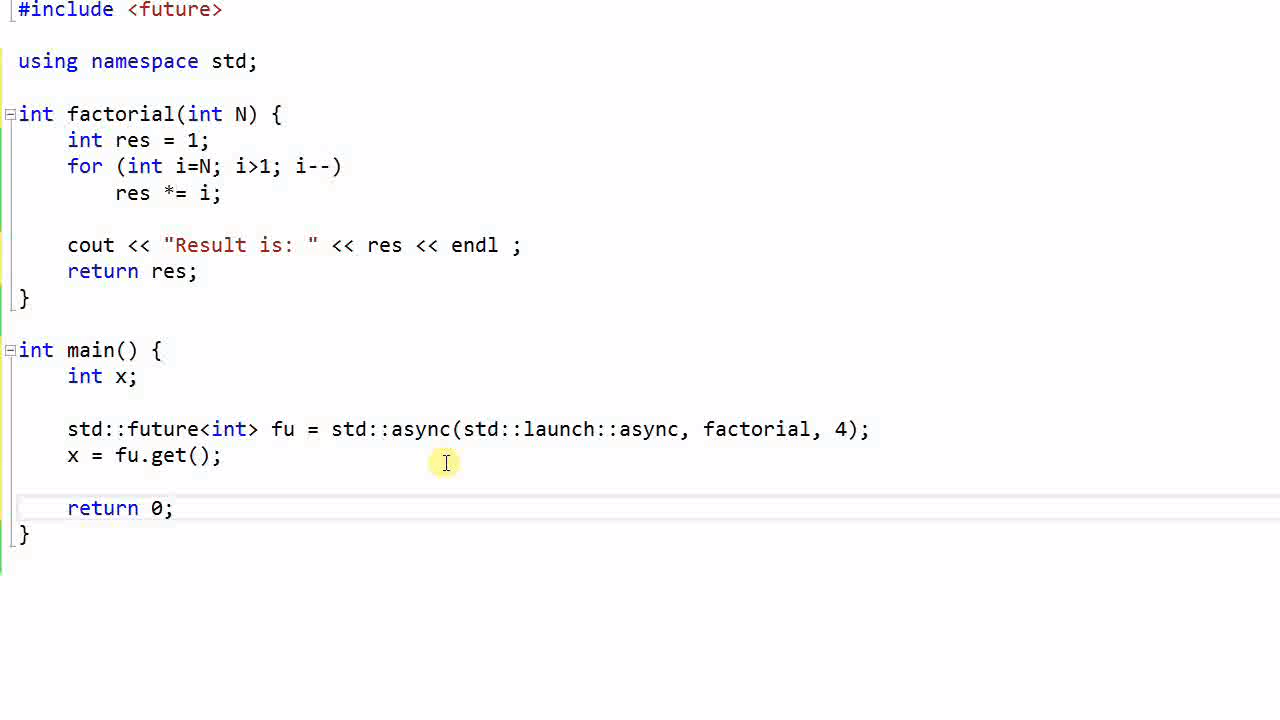 #include <future>
using namespace std;
int factorial(int N) {
    int res = 1;
    for (int i=N; i>1; i--)
        res *= i;
    cout << "Result is: " << res << endl ;
    return res;
}
int main() {
    int x;
    std::future<int> fu = std::async(std::launch::async, factorial, 4);
    x = fu.get();
    return 0;
}